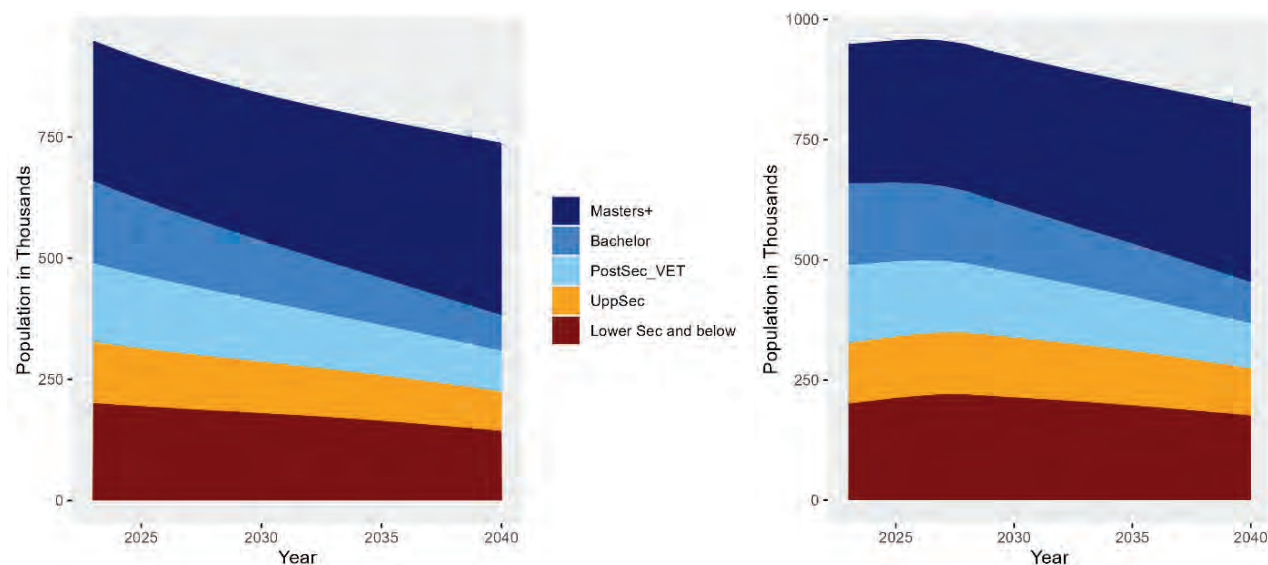 Population in Thousands
750
500
250
0
2025
2030
2035
2040
Year
Masters+
Bachelor
PostSec_VET
UppSec
Lower Sec and below
Population in Thousands
1000
750
500
250
0
2025
2030
2035
2040
Year